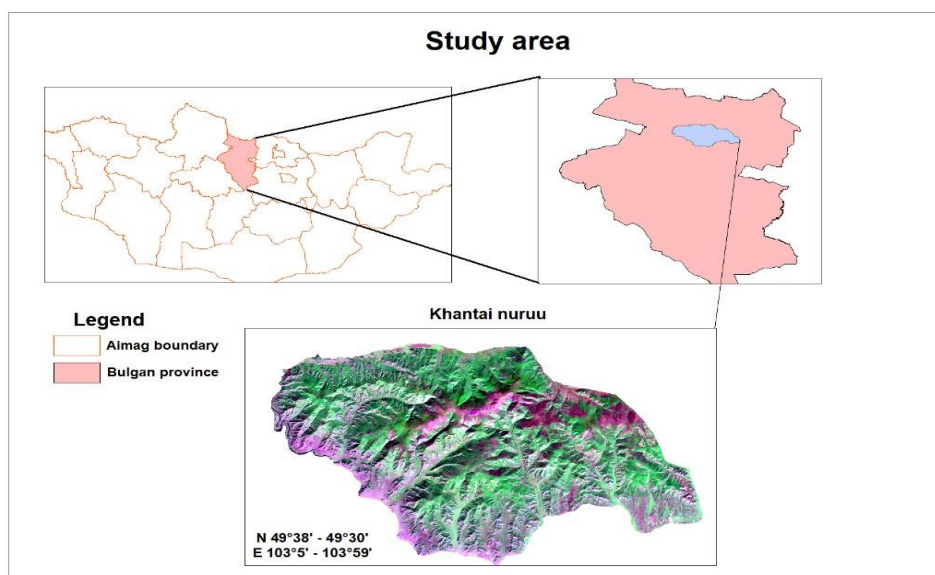 Study area
Legend
Aimag boundary
Bulgan province
Khantai nuruu
N 49°38' - 49°30'
E 103°5' - 103°59'